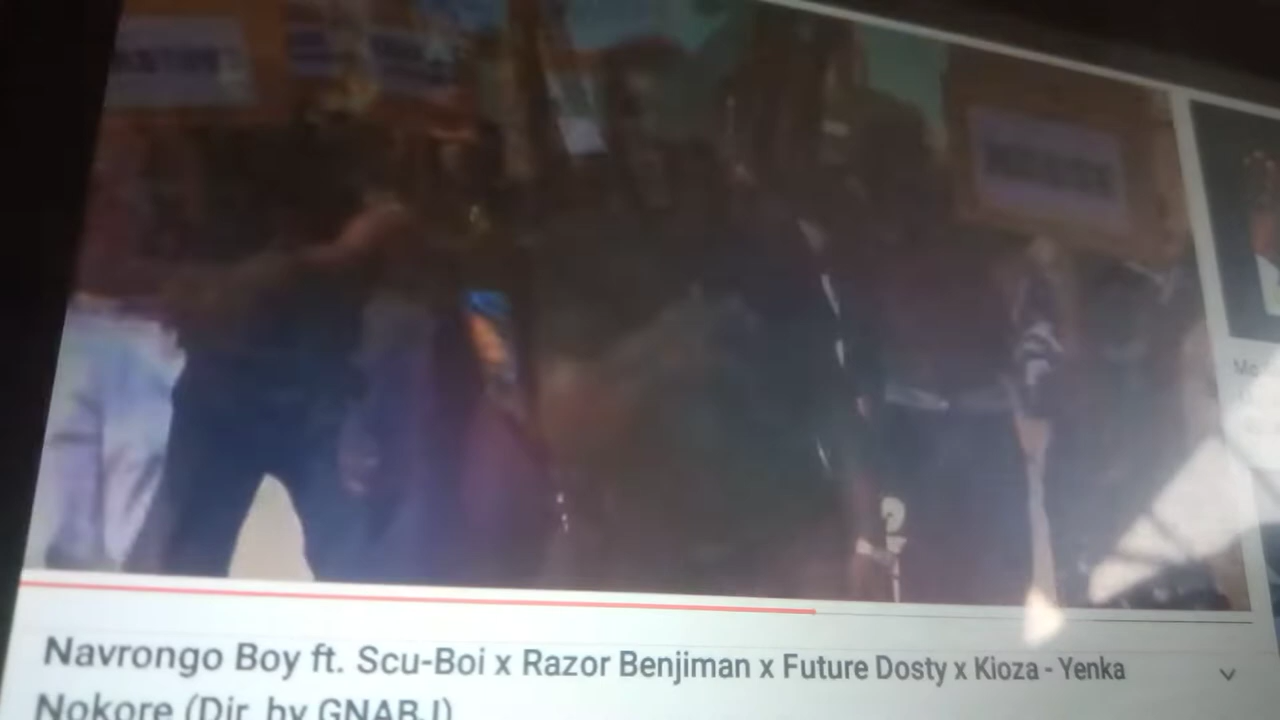 Navrongo Boy ft. Scu-Boi x Razor Benjiman x Future Dosty x Kioza - Yenka
Nokore (Dir. by GNABJ)